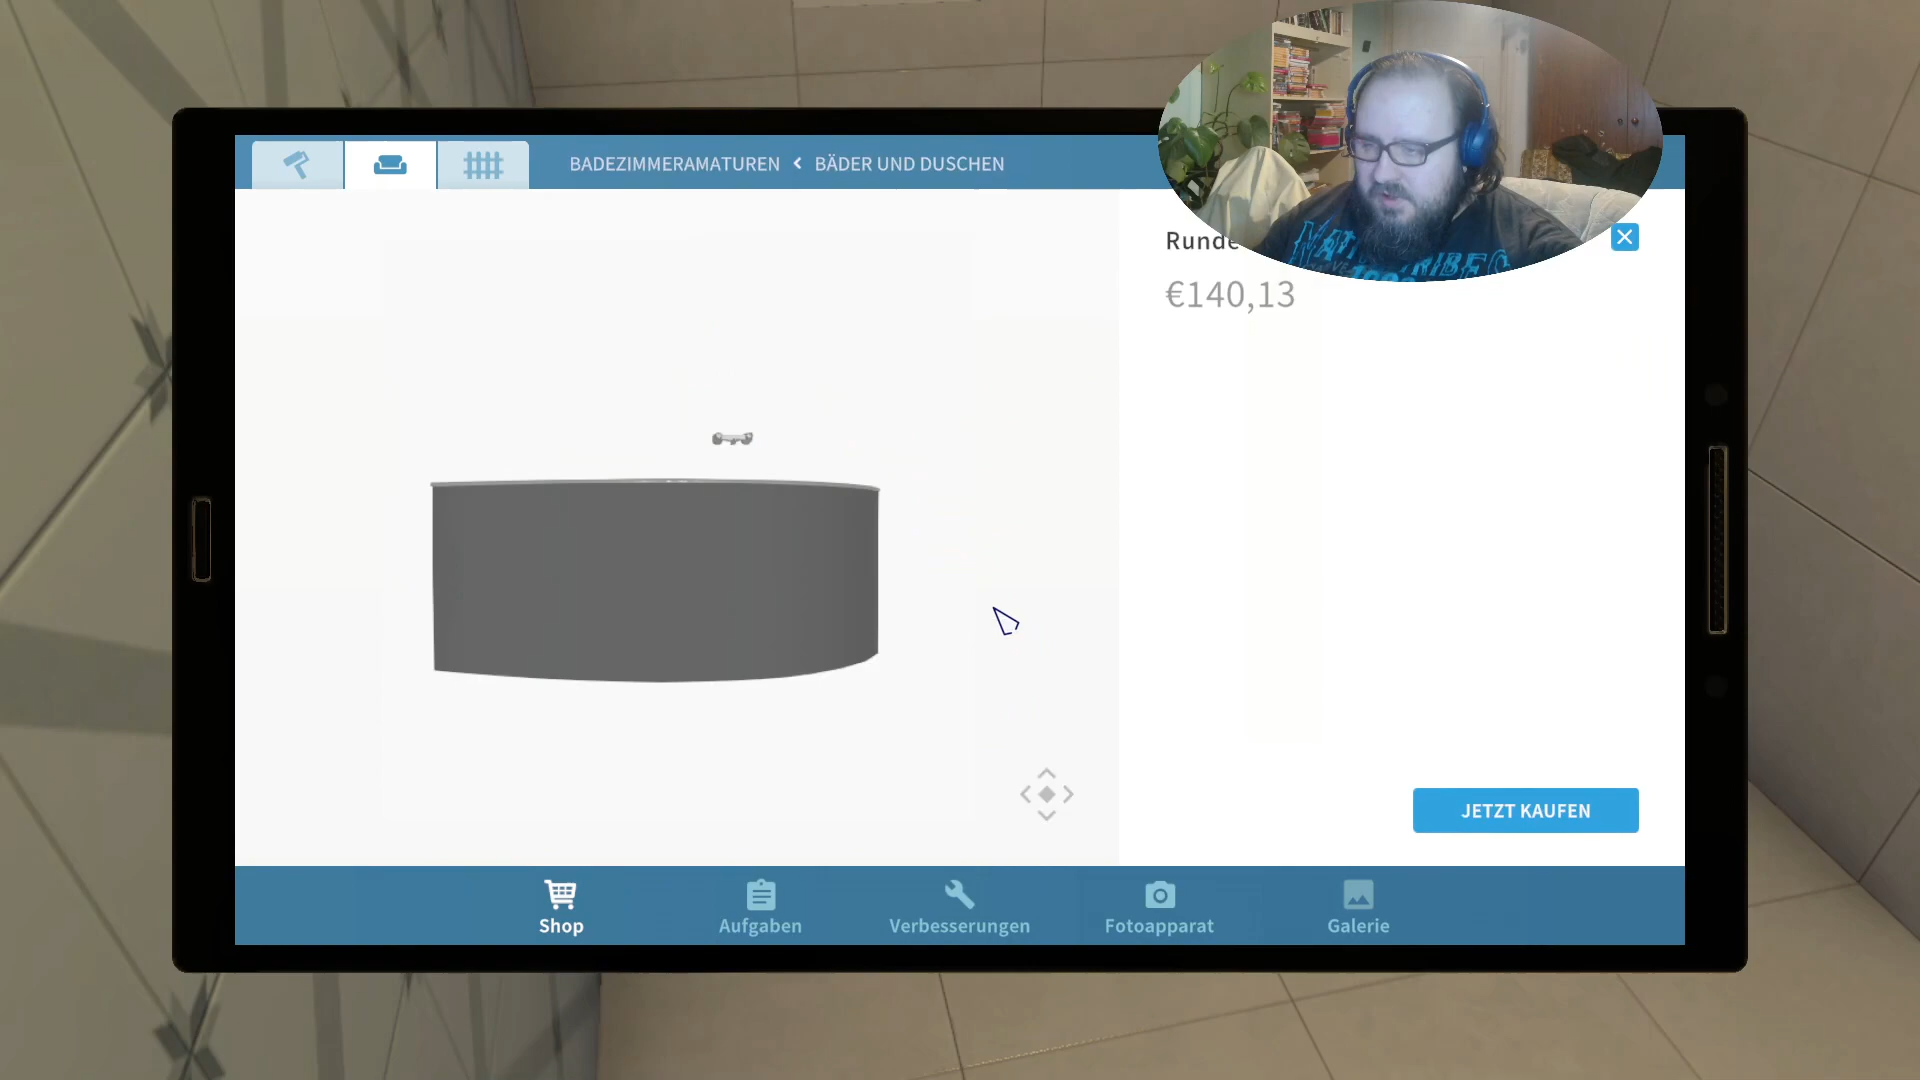 BADEZIMMERAMATUREN < BÄDER UND DUSCHEN
Runde
€140,13
JETZT KAUFEN
Shop
Aufgaben
Verbesserungen
Fotoapparat
Galerie